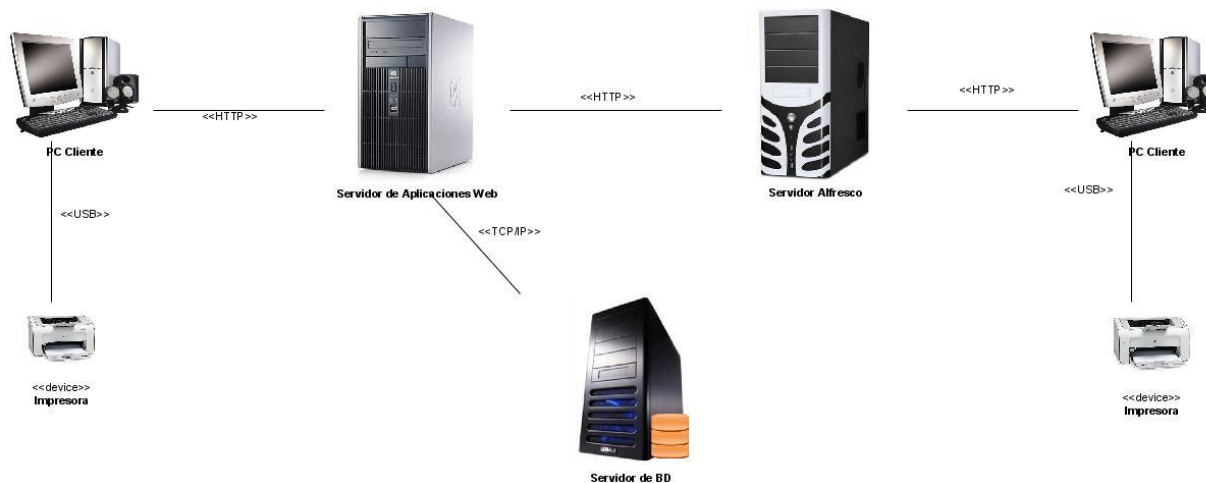 <<HTTP>>
<<HTTP>>
<<HTTP>>
PC Cliente
PC Cliente
Servidor de Aplicaciones Web
Servidor Alfresco
<<USB>>
<<USB>>
<<TCP/IP>>
<<device>>
Impresora
<<device>>
Impresora
Servidor de BD